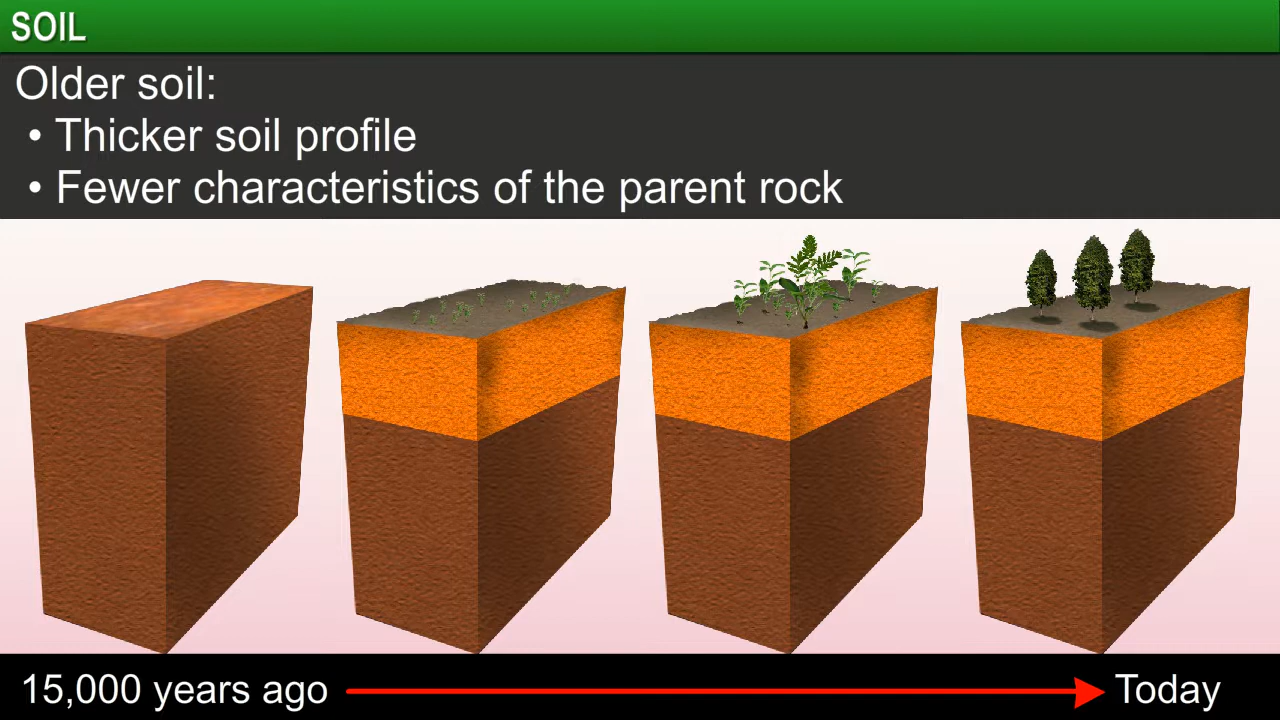 SOIL
Older soil:
• Thicker soil profile
• Fewer characteristics of the parent rock
15,000 years ago
Today